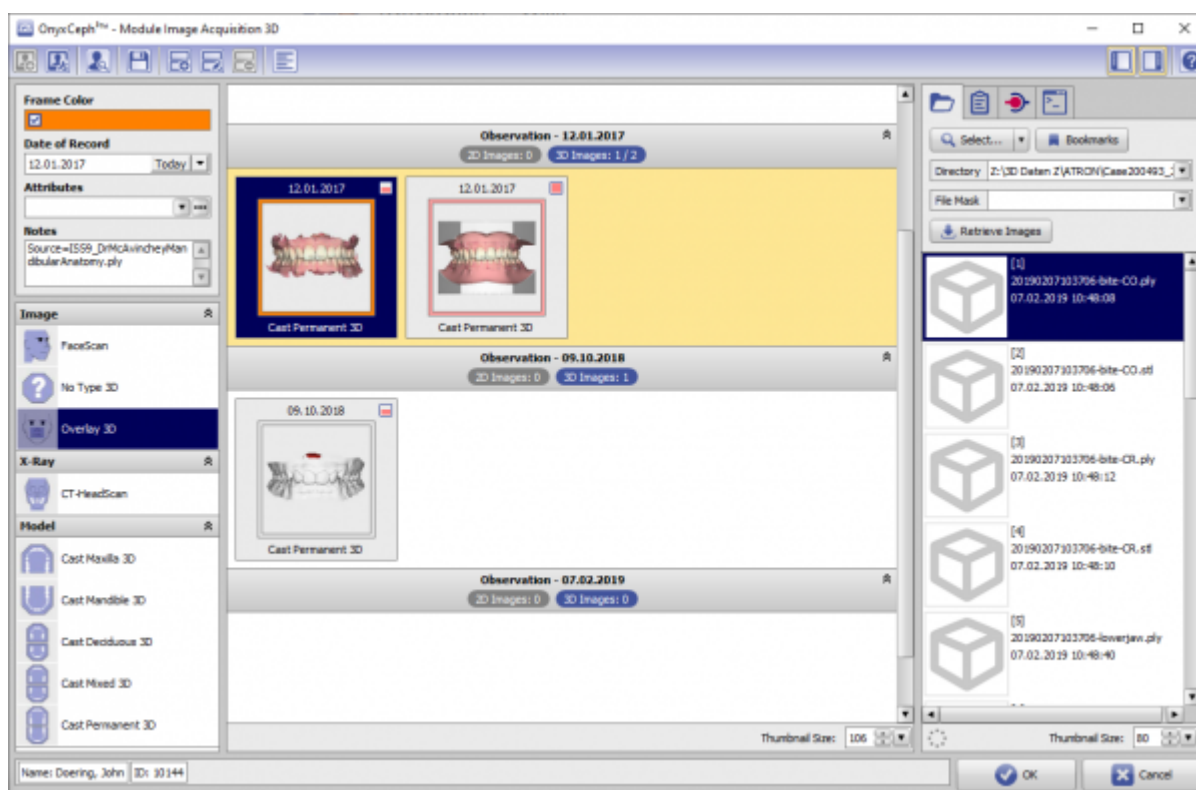 OnyxCeph³™ - Module Image Acquisition 3D
Frame Color
Date of Record
12.01.2017 Today
Attributes
Notes
Source=ISS9_DrMcAvincheyMan
dibularAnatomy.ply
Image
FaceScan
No Type 3D
Overlay 3D
X-Ray
CT-HeadScan
Model
Cast Maxilla 3D
Cast Mandible 3D
Cast Deciduous 3D
Cast Mixed 3D
Cast Permanent 3D
Observation - 12.01.2017
2D Images: 0 3D Images: 1 / 2
12.01.2017
Cast Permanent 3D
12.01.2017
Cast Permanent 3D
Observation - 09.10.2018
2D Images: 0 3D Images: 1
09.10.2018
Cast Permanent 3D
Observation - 07.02.2019
2D Images: 0 3D Images: 0
Thumbnail Size: 106
Select... Bookmarks
Directory Z:\3D Daten Z\ATRON\Case200493_
File Mask
Retrieve Images
[1]
20190207103706-bite-CO.ply
07.02.2019 10:48:08
[2]
20190207103706-bite-CO.stl
07.02.2019 10:48:06
[3]
20190207103706-bite-CR.ply
07.02.2019 10:48:12
[4]
20190207103706-bite-CR.stl
07.02.2019 10:48:10
[5]
20190207103706-lowerjaw.ply
07.02.2019 10:48:40
Thumbnail Size: 80
Name: Doering, John ID: 10144
OK Cancel